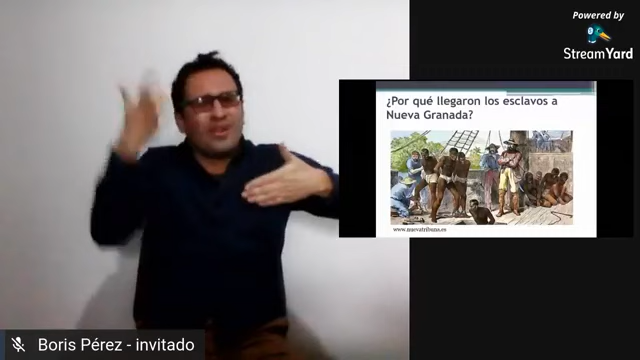 Powered by
StreamYard
¿Por qué llegaron los esclavos a
Nueva Granada?
www.nuevatribuna.es
Boris Pérez - invitado